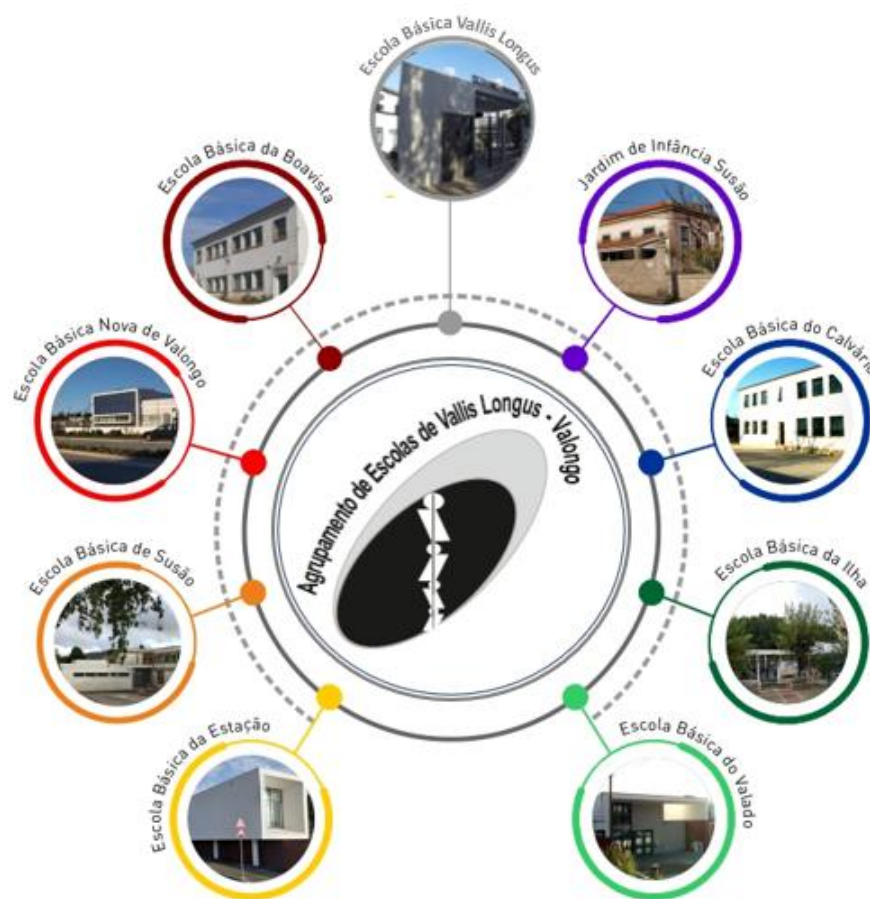 Escola Básica Vallis Longus
Escola Básica da Boavista
Jardim de Infância Susão
Escola Básica Nova de Valongo
Escola Básica do Calvário
Agrupamento de Escolas de Vallis Longus - Valongo
Escola Básica de Susão
Escola Básica da Ilha
Escola Básica da Estação
Escola Básica do Valado